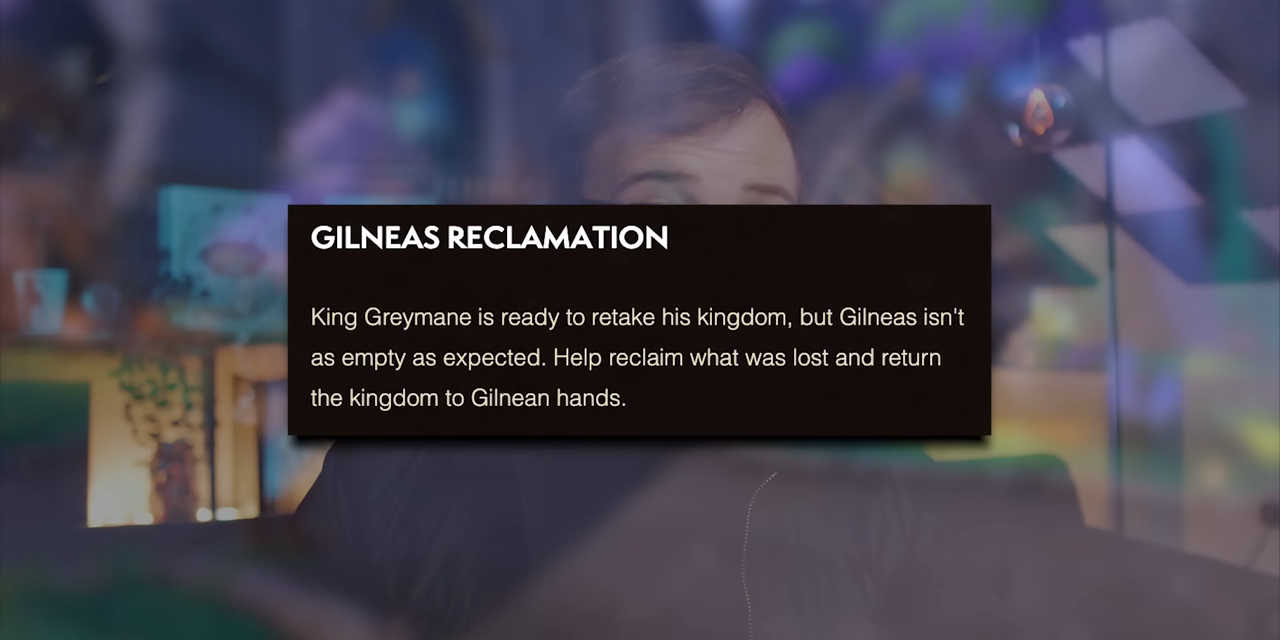 GILNEAS RECLAMATION
King Greymane is ready to retake his kingdom, but Gilneas isn't
as empty as expected. Help reclaim what was lost and return
the kingdom to Gilnean hands.